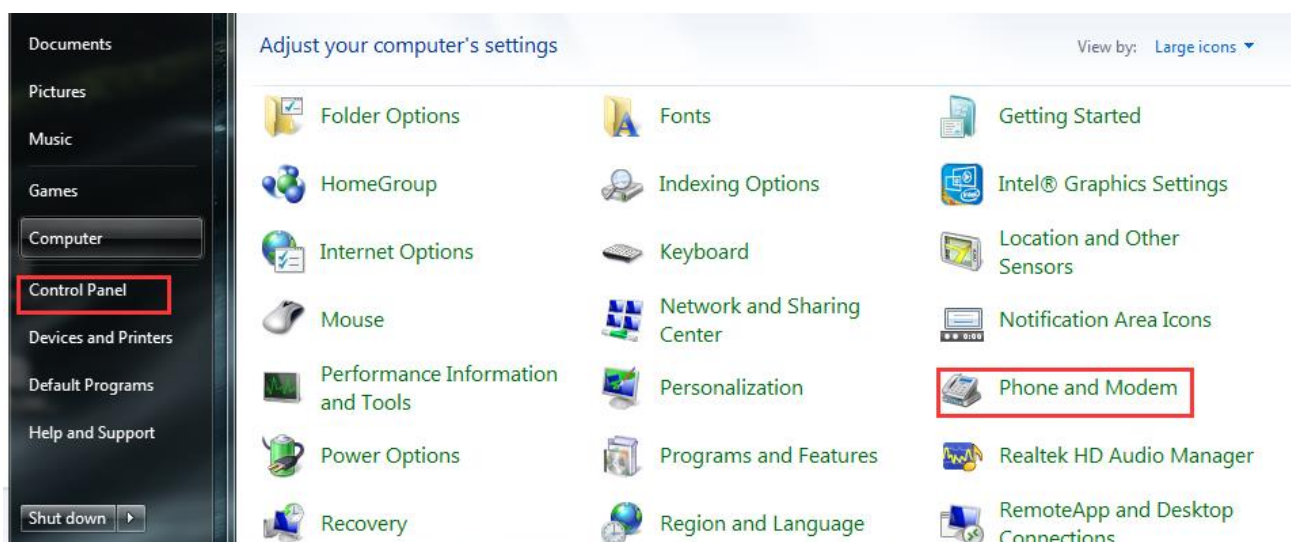 Documents
Pictures
Music
Games
Computer
Control Panel
Devices and Printers
Default Programs
Help and Support
Shut down
Adjust your computer's settings
View by: Large icons
Folder Options
Fonts
Getting Started
HomeGroup
Indexing Options
Intel® Graphics Settings
Internet Options
Keyboard
Location and Other
Sensors
Mouse
Network and Sharing
Center
Notification Area Icons
Performance Information
and Tools
Personalization
Phone and Modem
Power Options
Programs and Features
Realtek HD Audio Manager
Recovery
Region and Language
RemoteApp and Desktop
Connections